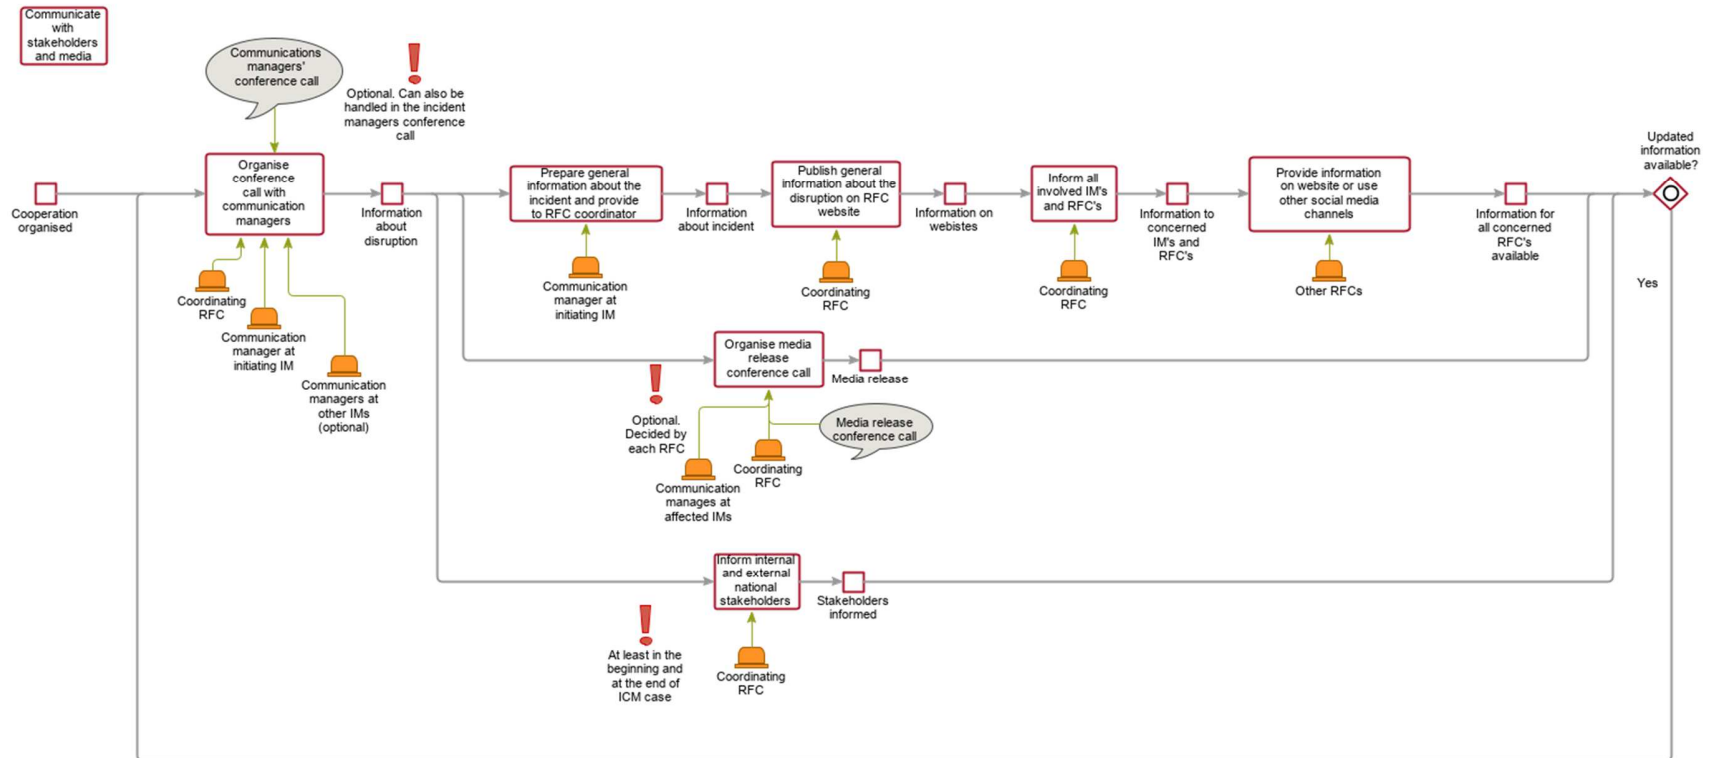 Communicate
with
stakeholders
and media
Communications
managers'
conference call
Optional. Can also be
handled in the incident
managers conference
call
Cooperation
organised
Organise
conference
call with
communication
managers
Information
about
disruption
Prepare general
information about the
incident and provide
to RFC coordinator
Information
about incident
Publish general
information about the
disruption on RFC
website
Information on
webistes
Inform all
involved IM's
and RFC's
Information to
concerned
IM's and
RFC's
Provide information
on website or use
other social media
channels
Information for
all concerned
RFC's
available
Updated
information
available?
Yes
Coordinating
RFC
Communication
manager at
initiating IM
Communication
managers at
other IMs
(optional)
Communication
manager at
initiating IM
Coordinating
RFC
Coordinating
RFC
Other RFCs
Organise media
release
conference call
Media release
Optional.
Decided by
each RFC
Communication
manages at
affected IMs
Coordinating
RFC
Media release
conference call
Inform internal
and external
national
stakeholders
Stakeholders
informed
At least in the
beginning and
at the end of
ICM case
Coordinating
RFC